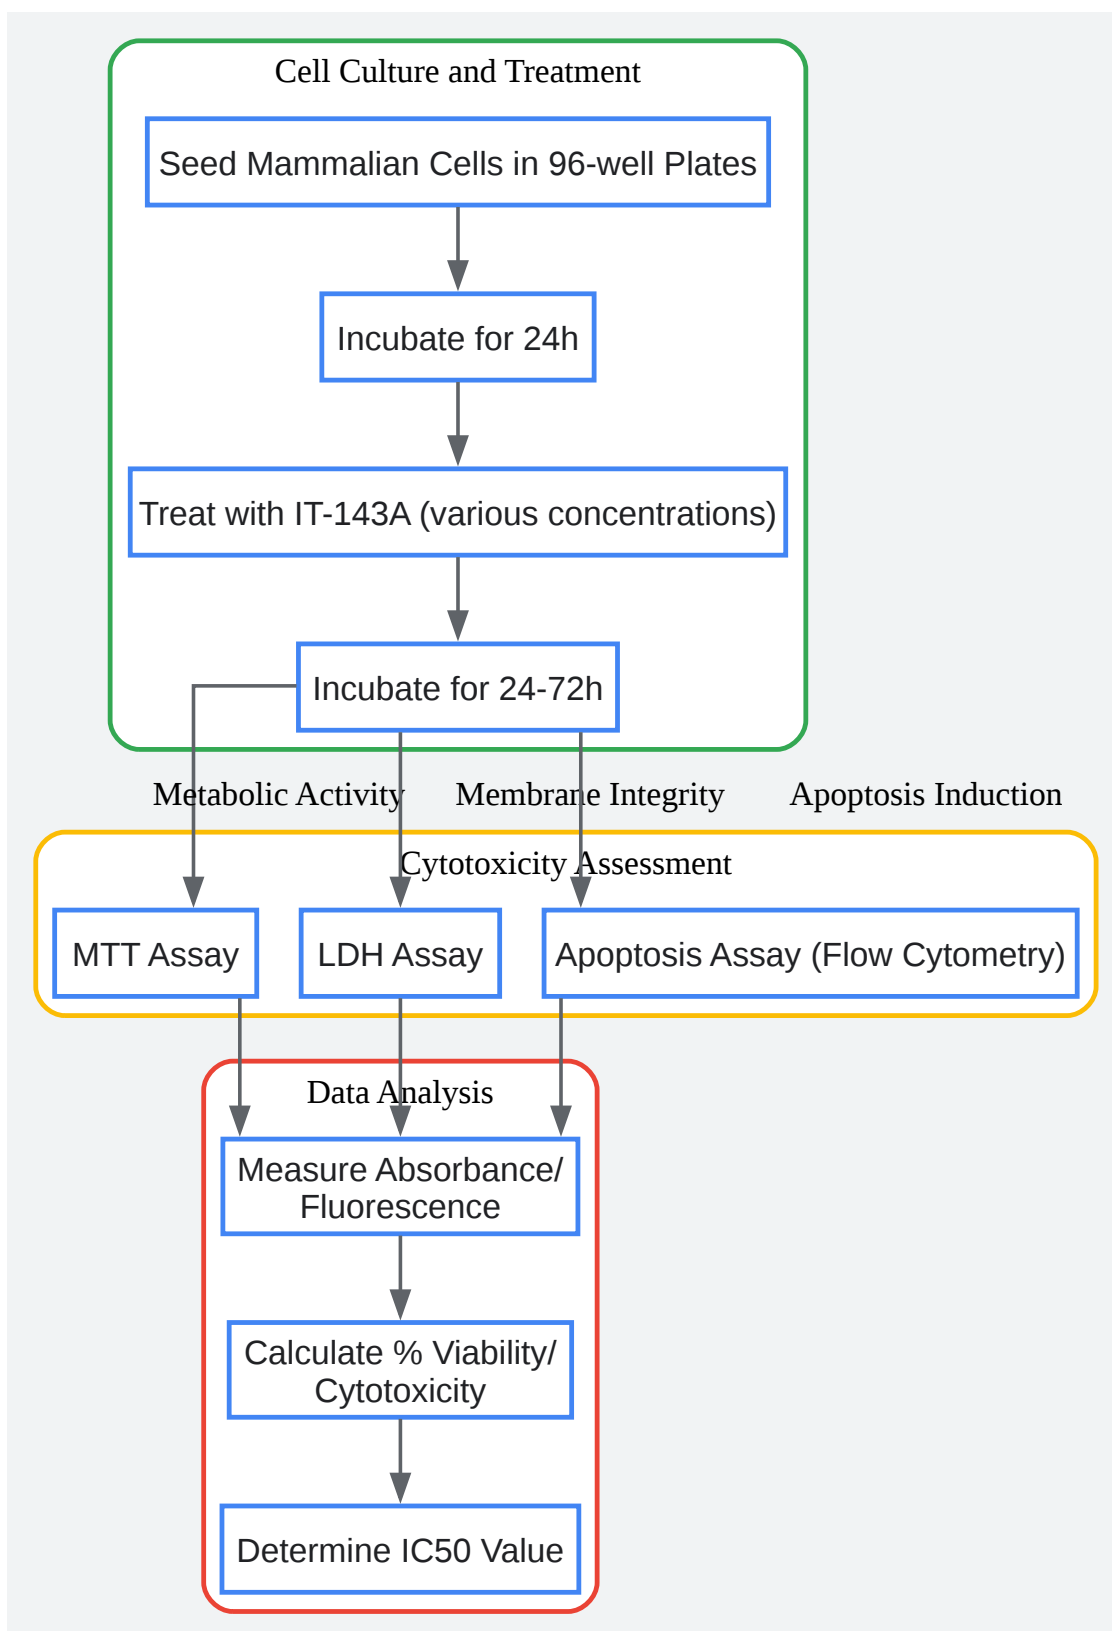 Cell Culture and Treatment
Seed Mammalian Cells in 96-well Plates
Incubate for 24h
Treat with IT-143A (various concentrations)
Incubate for 24-72h
Metabolic Activity
Membrane Integrity
Apoptosis Induction
Cytotoxicity Assessment
MTT Assay
LDH Assay
Apoptosis Assay (Flow Cytometry)
Data Analysis
Measure Absorbance/
Fluorescence
Calculate % Viability/
Cytotoxicity
Determine IC50 Value